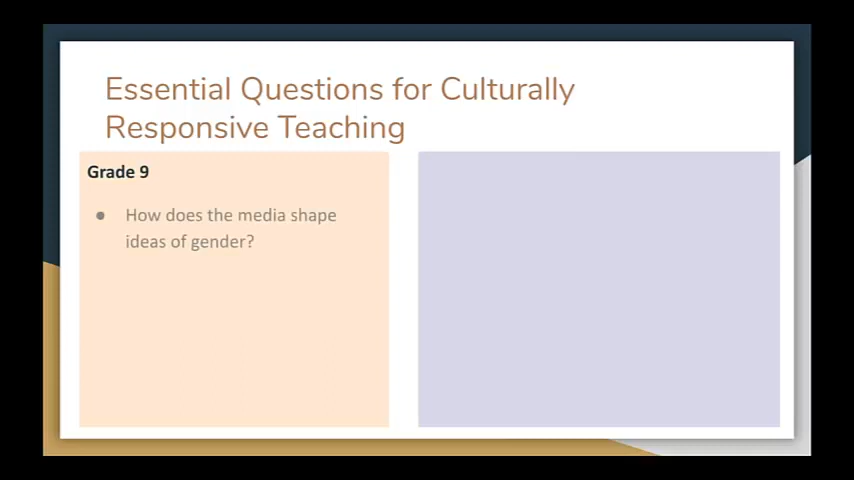 Essential Questions for Culturally
Responsive Teaching
Grade 9
● How does the media shape
ideas of gender?